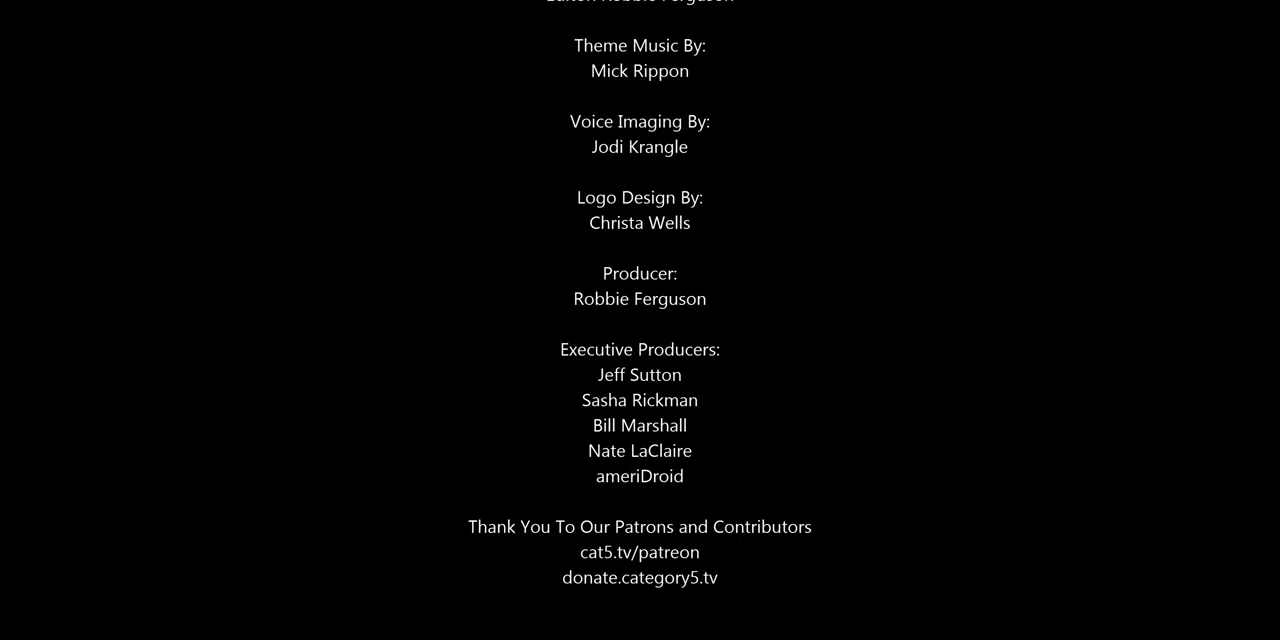 Robbie Ferguson
Theme Music By:
Mick Rippon
Voice Imaging By:
Jodi Krangle
Logo Design By:
Christa Wells
Producer:
Robbie Ferguson
Executive Producers:
Jeff Sutton
Sasha Rickman
Bill Marshall
Nate LaClaire
ameriDroid
Thank You To Our Patrons and Contributors
cat5.tv/patreon
donate.category5.tv